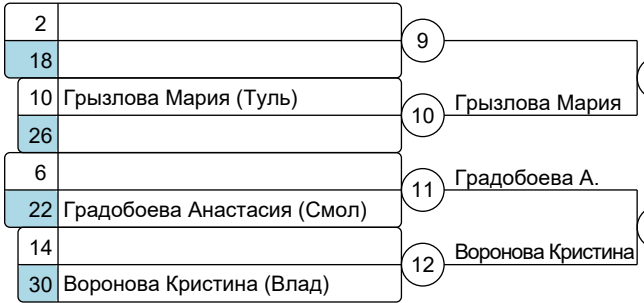 2
9
18
10 Грызлова Мария (Туль)
10 Грызлова Мария
26
6
11 Градобоева А.
22 Градобоева Анастасия (Смол)
14
12 Воронова Кристина
30 Воронова Кристина (Влад)